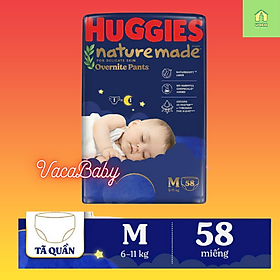 HUGGIES
naturemade
FOR DELICATE SKIN
Overnite Pants
M 58
6-11 kg
VacaBaby
TÃ QUẦN
M
6-11 kg
58
miếng